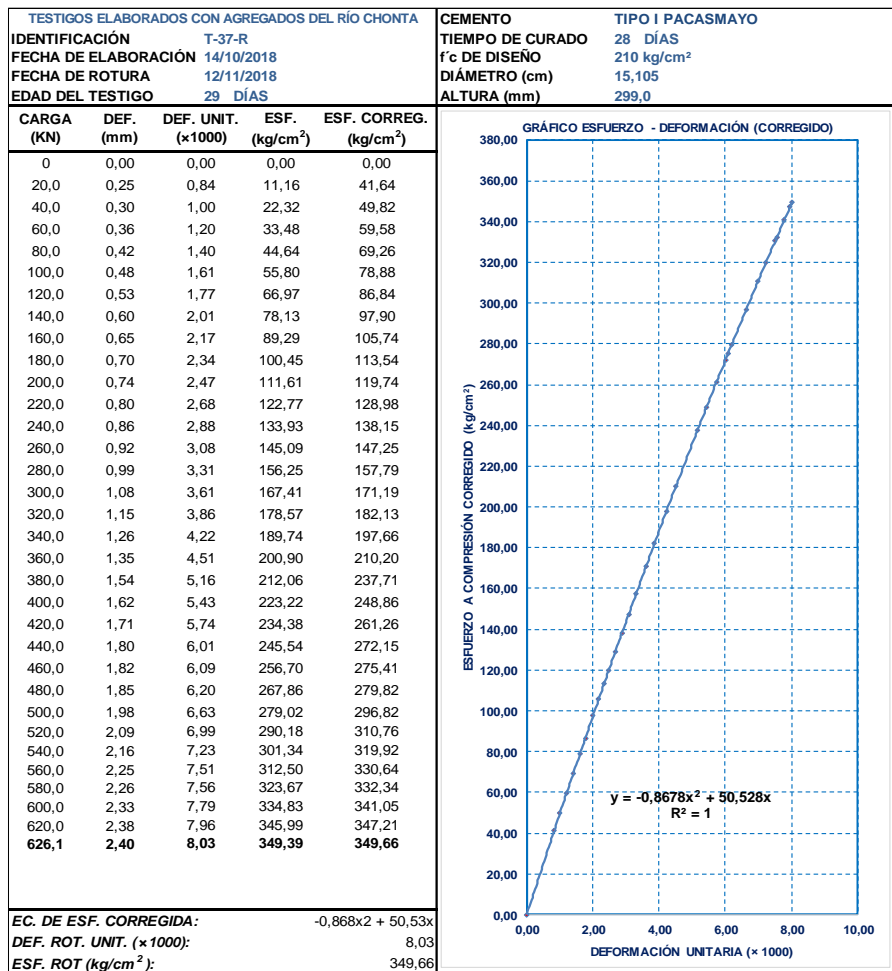 TESTIGOS ELABORADOS CON AGREGADOS DEL RÍO CHONTA
IDENTIFICACIÓN T-37-R
FECHA DE ELABORACIÓN 14/10/2018
FECHA DE ROTURA 12/11/2018
EDAD DEL TESTIGO 29 DÍAS
CEMENTO TIPO I PACASMAYO
TIEMPO DE CURADO 28 DÍAS
f´c DE DISEÑO 210 kg/cm²
DIÁMETRO (cm) 15,105
ALTURA (mm) 299,0
CARGA DEF. DEF. UNIT. ESF. ESF. CORREG.
(KN) (mm) (×1000) (kg/cm²) (kg/cm²)
0 0,00 0,00 0,00 0,00
20,0 0,25 0,84 11,16 41,64
40,0 0,30 1,00 22,32 49,82
60,0 0,36 1,20 33,48 59,58
80,0 0,42 1,40 44,64 69,26
100,0 0,48 1,61 55,80 78,88
120,0 0,53 1,77 66,97 86,84
140,0 0,60 2,01 78,13 97,90
160,0 0,65 2,17 89,29 105,74
180,0 0,70 2,34 100,45 113,54
200,0 0,74 2,47 111,61 119,74
220,0 0,80 2,68 122,77 128,98
240,0 0,86 2,88 133,93 138,15
260,0 0,92 3,08 145,09 147,25
280,0 0,99 3,31 156,25 157,79
300,0 1,08 3,61 167,41 171,19
320,0 1,15 3,86 178,57 182,13
340,0 1,26 4,22 189,74 197,66
360,0 1,35 4,51 200,90 210,20
380,0 1,54 5,16 212,06 237,71
400,0 1,62 5,43 223,22 248,86
420,0 1,71 5,74 234,38 261,26
440,0 1,80 6,01 245,54 272,15
460,0 1,82 6,09 256,70 275,41
480,0 1,85 6,20 267,86 279,82
500,0 1,98 6,63 279,02 296,82
520,0 2,09 6,99 290,18 310,76
540,0 2,16 7,23 301,34 319,92
560,0 2,25 7,51 312,50 330,64
580,0 2,26 7,56 323,67 332,34
600,0 2,33 7,79 334,83 341,05
620,0 2,38 7,96 345,99 347,21
626,1 2,40 8,03 349,39 349,66
EC. DE ESF. CORREGIDA: -0,868x2 + 50,53x
DEF. ROT. UNIT. (×1000): 8,03
ESF. ROT (kg/cm²): 349,66
GRÁFICO ESFUERZO - DEFORMACIÓN (CORREGIDO)
ESFUERZO A COMPRESIÓN CORREGIDO (kg/cm²)
380,00
360,00
340,00
320,00
300,00
280,00
260,00
240,00
220,00
200,00
180,00
160,00
140,00
120,00
100,00
80,00
60,00
40,00
20,00
0,00
y = -0,8678x² + 50,528x
R² = 1
0,00 2,00 4,00 6,00 8,00 10,00
DEFORMACIÓN UNITARIA (× 1000)